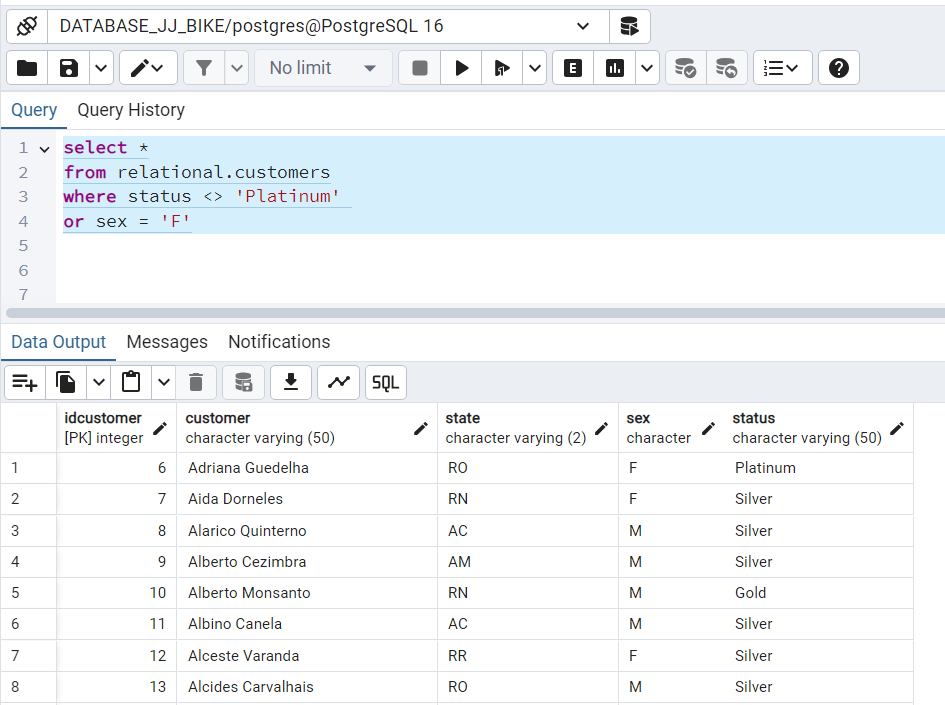 DATABASE_JJ_BIKE/postgres@PostgreSQL 16
No limit
E
Query Query History
1 select *
2 from relational.customers
3 where status <> 'Platinum'
4 or sex = 'F'
5
6
7
Data Output Messages Notifications
SQL
idcustomer customer state sex status
[PK] integer character varying (50) character varying (2) character character varying (50)
1 6 Adriana Guedelha RO F Platinum
2 7 Aida Dorneles RN F Silver
3 8 Alarico Quinterno AC M Silver
4 9 Alberto Cezimbra AM M Silver
5 10 Alberto Monsanto RN M Gold
6 11 Albino Canela AC M Silver
7 12 Alceste Varanda RR F Silver
8 13 Alcides Carvalhais RO M Silver